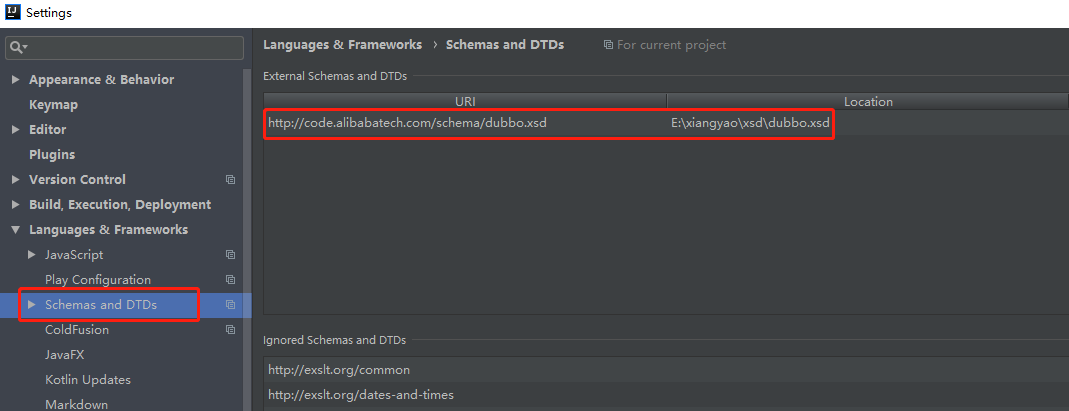 Settings
Appearance & Behavior
Keymap
Editor
Plugins
Version Control
Build, Execution, Deployment
Languages & Frameworks
JavaScript
Play Configuration
Schemas and DTDs
ColdFusion
JavaFX
Kotlin Updates
Markdown
Languages & Frameworks › Schemas and DTDs For current project
External Schemas and DTDs
URI Location
http://code.alibabatech.com/schema/dubbo.xsd E:\xiangyao\xsd\dubbo.xsd
Ignored Schemas and DTDs
http://exslt.org/common
http://exslt.org/dates-and-times